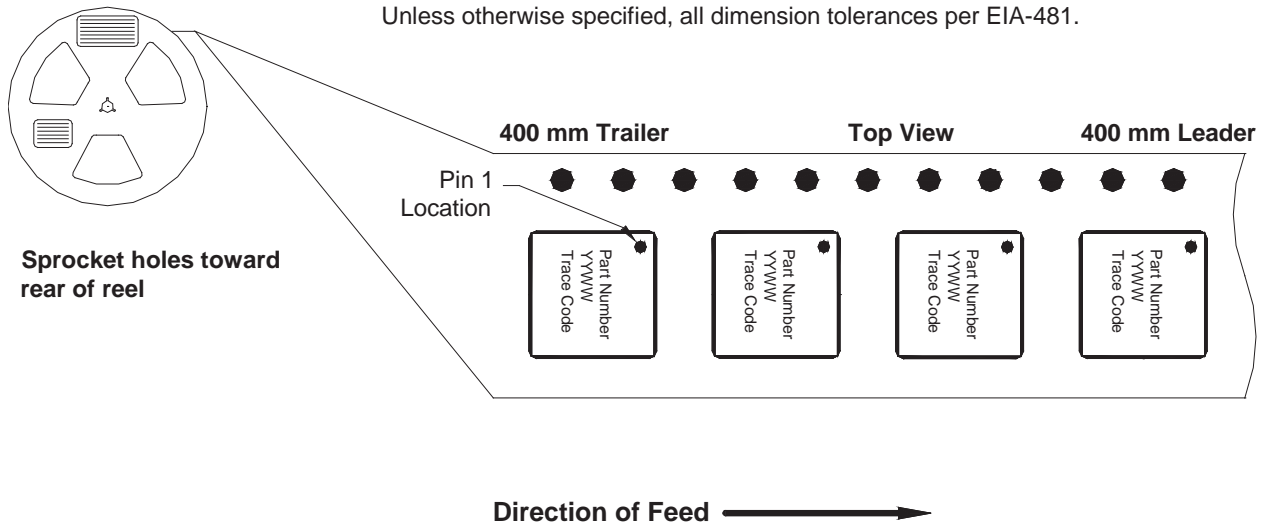 Unless otherwise specified, all dimension tolerances per EIA-481.
400 mm Trailer
Top View
400 mm Leader
Pin 1
Location
Sprocket holes toward
rear of reel
Part Number
YYWW
Trace Code
Part Number
YYWW
Trace Code
Part Number
YYWW
Trace Code
Part Number
YYWW
Trace Code
Direction of Feed